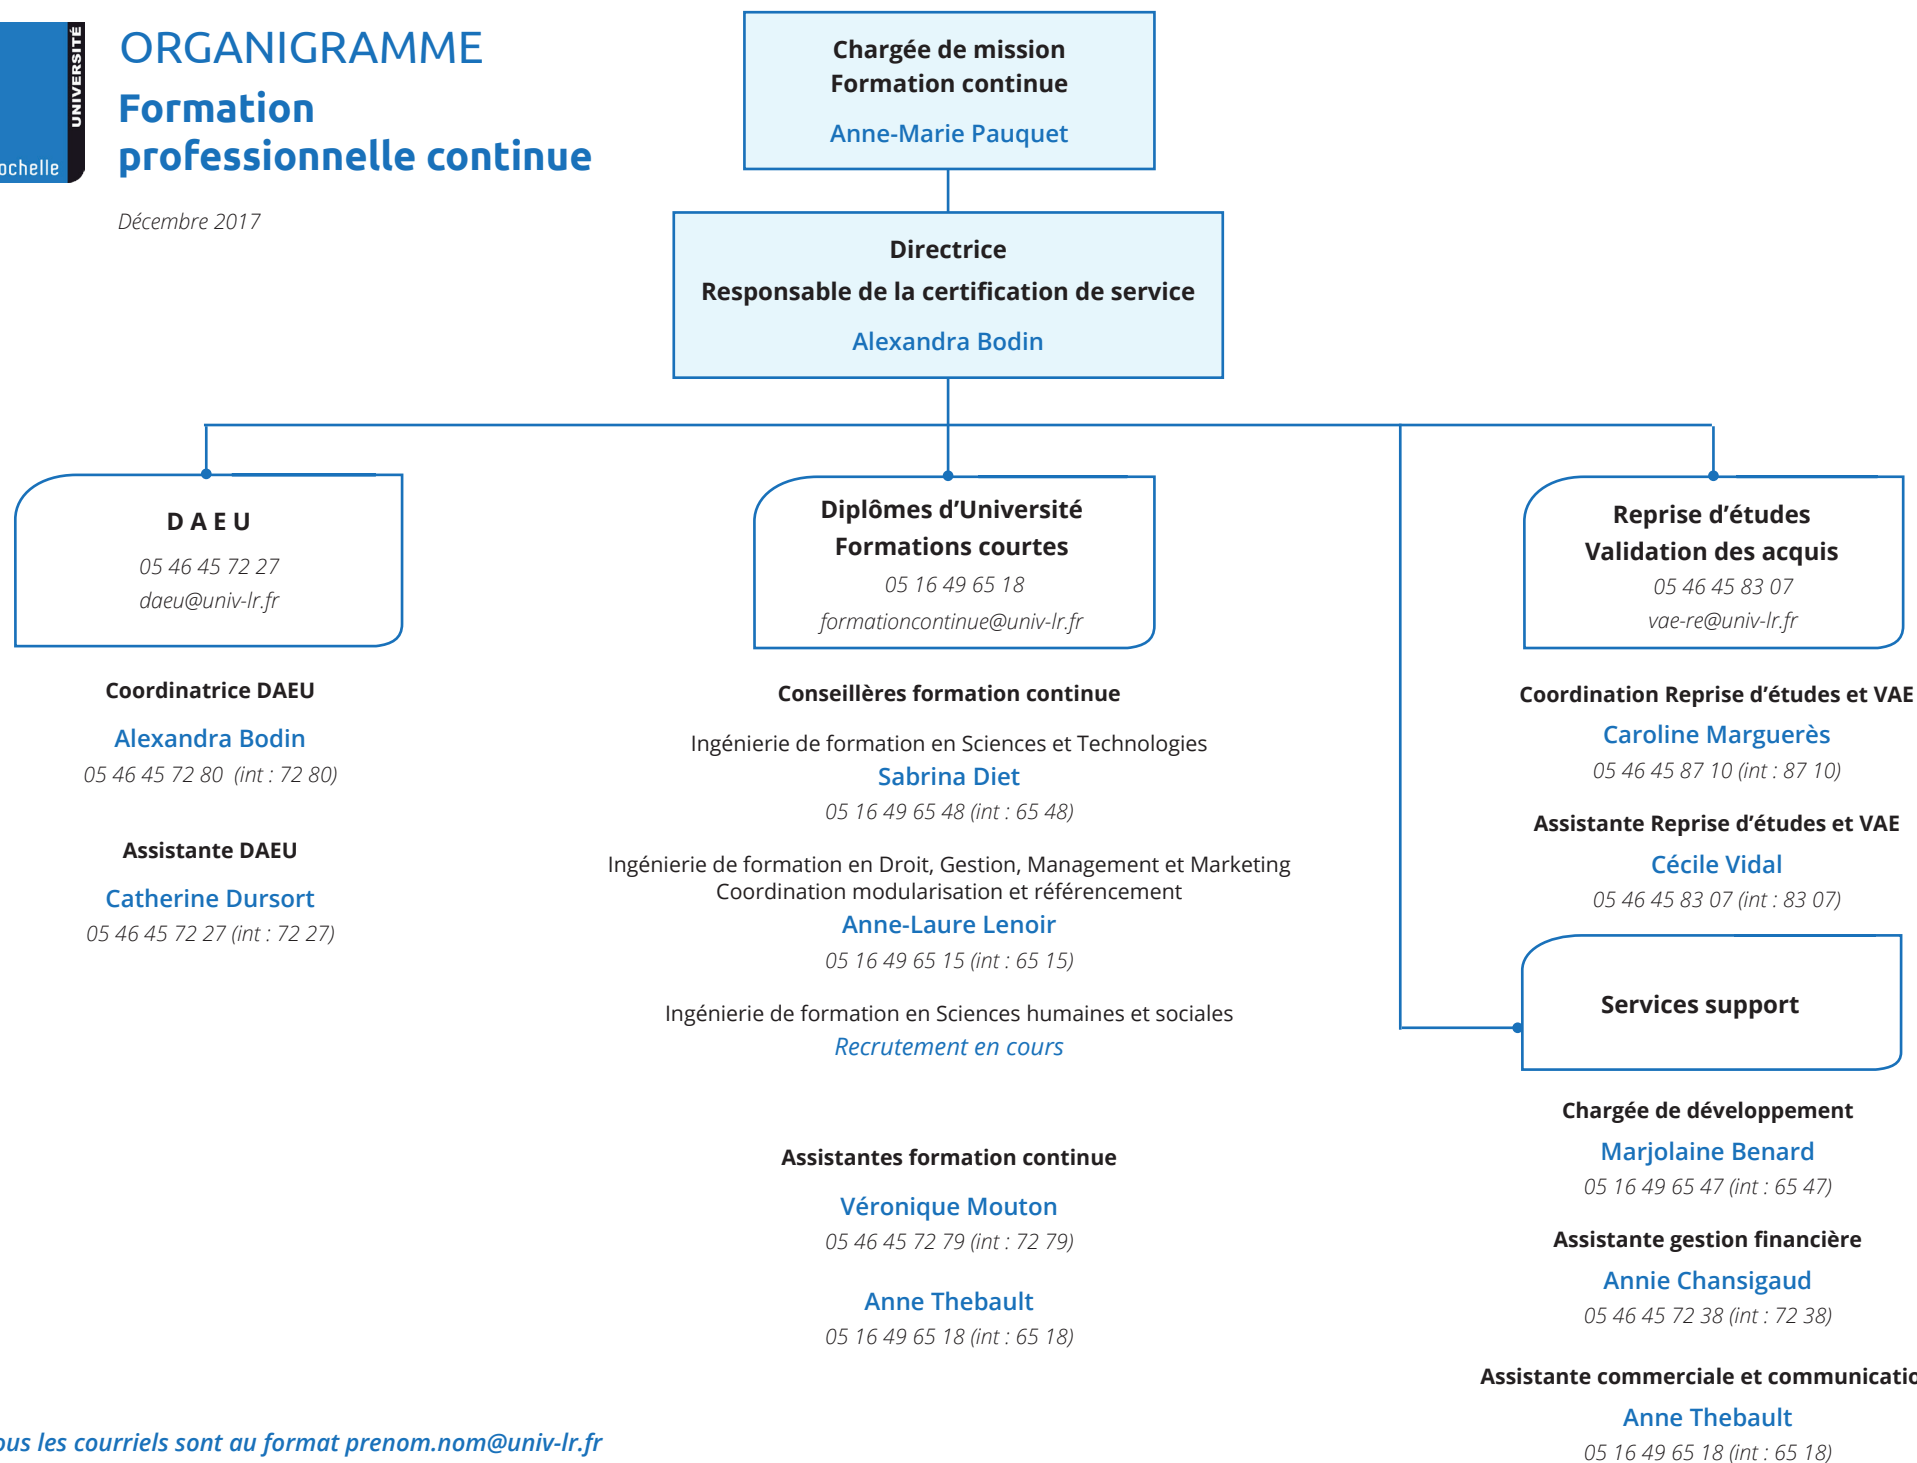 UNIVERSITÉ
ORGANIGRAMME
Formation
professionnelle continue
Décembre 2017
Chargée de mission
Formation continue
Anne-Marie Pauquet
Directrice
Responsable de la certification de service
Alexandra Bodin
D A E U
05 46 45 72 27
daeu@univ-lr.fr
Coordinatrice DAEU
Alexandra Bodin
05 46 45 72 80 (int : 72 80)
Assistante DAEU
Catherine Dursort
05 46 45 72 27 (int : 72 27)
Diplômes d’Université
Formations courtes
05 16 49 65 18
formationcontinue@univ-lr.fr
Conseillères formation continue
Ingénierie de formation en Sciences et Technologies
Sabrina Diet
05 16 49 65 48 (int : 65 48)
Ingénierie de formation en Droit, Gestion, Management et Marketing
Coordination modularisation et référencement
Anne-Laure Lenoir
05 16 49 65 15 (int : 65 15)
Ingénierie de formation en Sciences humaines et sociales
Recrutement en cours
Assistantes formation continue
Véronique Mouton
05 46 45 72 79 (int : 72 79)
Anne Thebault
05 16 49 65 18 (int : 65 18)
Reprise d’études
Validation des acquis
05 46 45 83 07
vae-re@univ-lr.fr
Coordination Reprise d’études et VAE
Caroline Marguerès
05 46 45 87 10 (int : 87 10)
Assistante Reprise d’études et VAE
Cécile Vidal
05 46 45 83 07 (int : 83 07)
Services support
Chargée de développement
Marjolaine Benard
05 16 49 65 47 (int : 65 47)
Assistante gestion financière
Annie Chansigaud
05 46 45 72 38 (int : 72 38)
Assistante commerciale et communicatio
Anne Thebault
05 16 49 65 18 (int : 65 18)
ous les courriels sont au format prenom.nom@univ-lr.fr